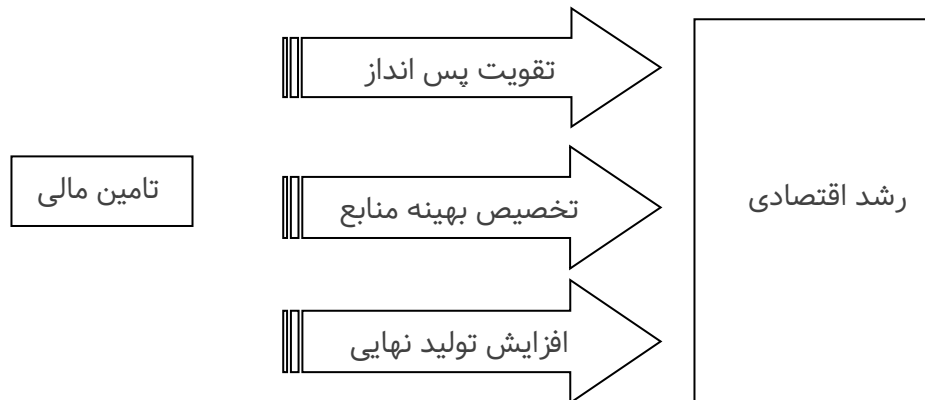 تامین مالی
تقویت پس انداز
تخصیص بهینه منابع
افزایش تولید نهایی
رشد اقتصادی